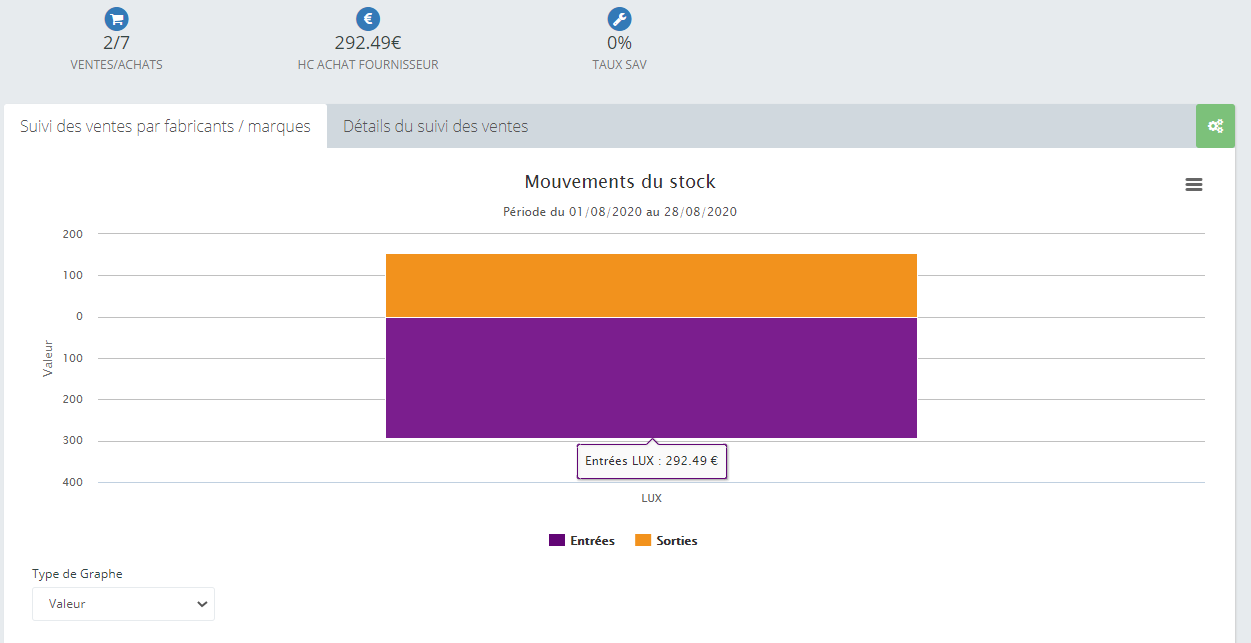 2/7
VENTES/ACHATS
292.49€
HC ACHAT FOURNISSEUR
0%
TAUX SAV
Suivi des ventes par fabricants / marques
Détails du suivi des ventes
Mouvements du stock
Période du 01/08/2020 au 28/08/2020
Valeur
200
100
0
100
200
300
400
Entrées LUX : 292.49 €
LUX
Entrées
Sorties
Type de Graphe
Valeur